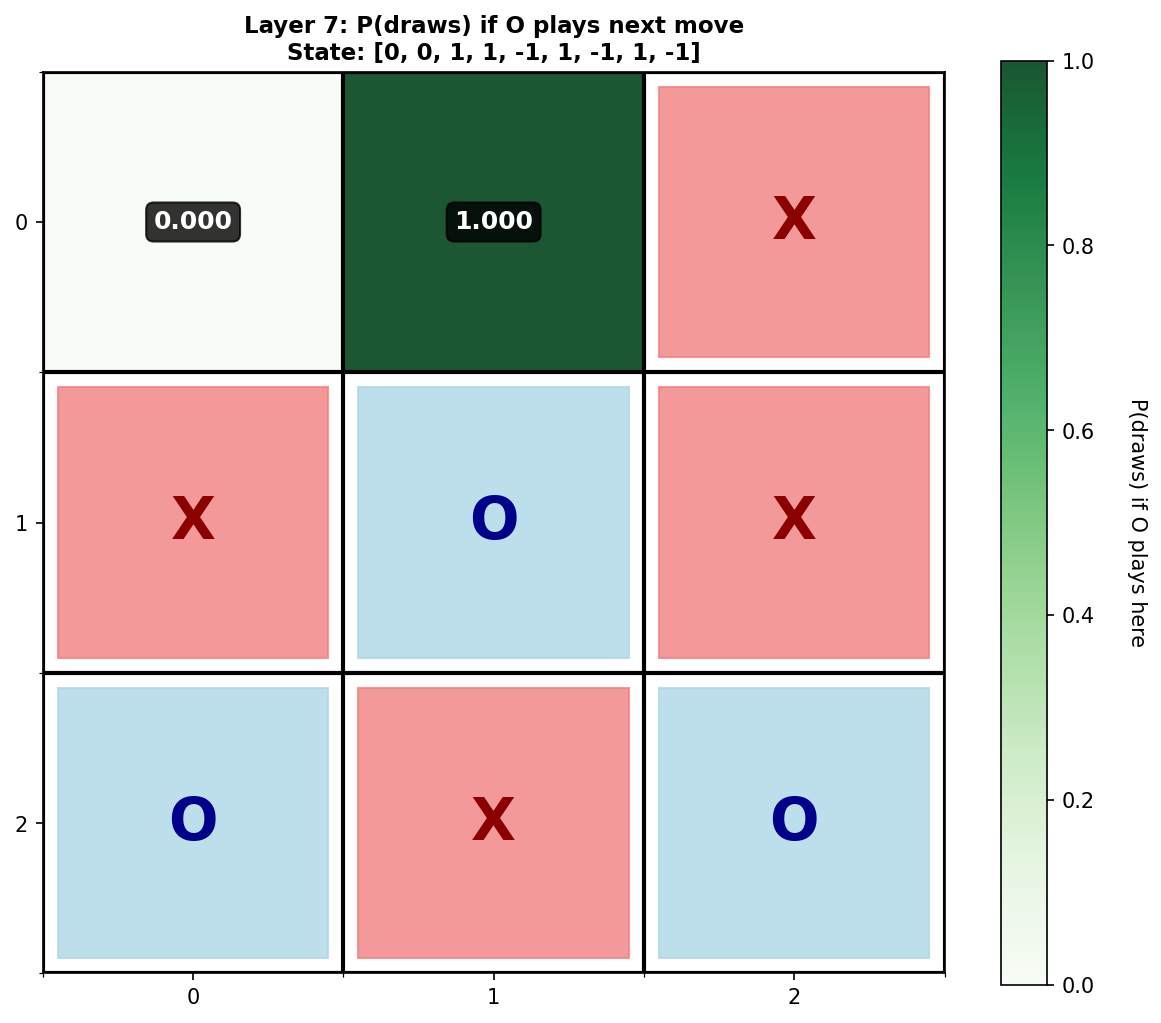 Layer 7: P(draws) if O plays next move
State: [0, 0, 1, 1, -1, 1, -1, 1, -1]
0
0.000
1.000
X
1
X
O
X
2
O
X
O
0
1
2
1.0
0.8
0.6
0.4
0.2
0.0
P(draws) if O plays here